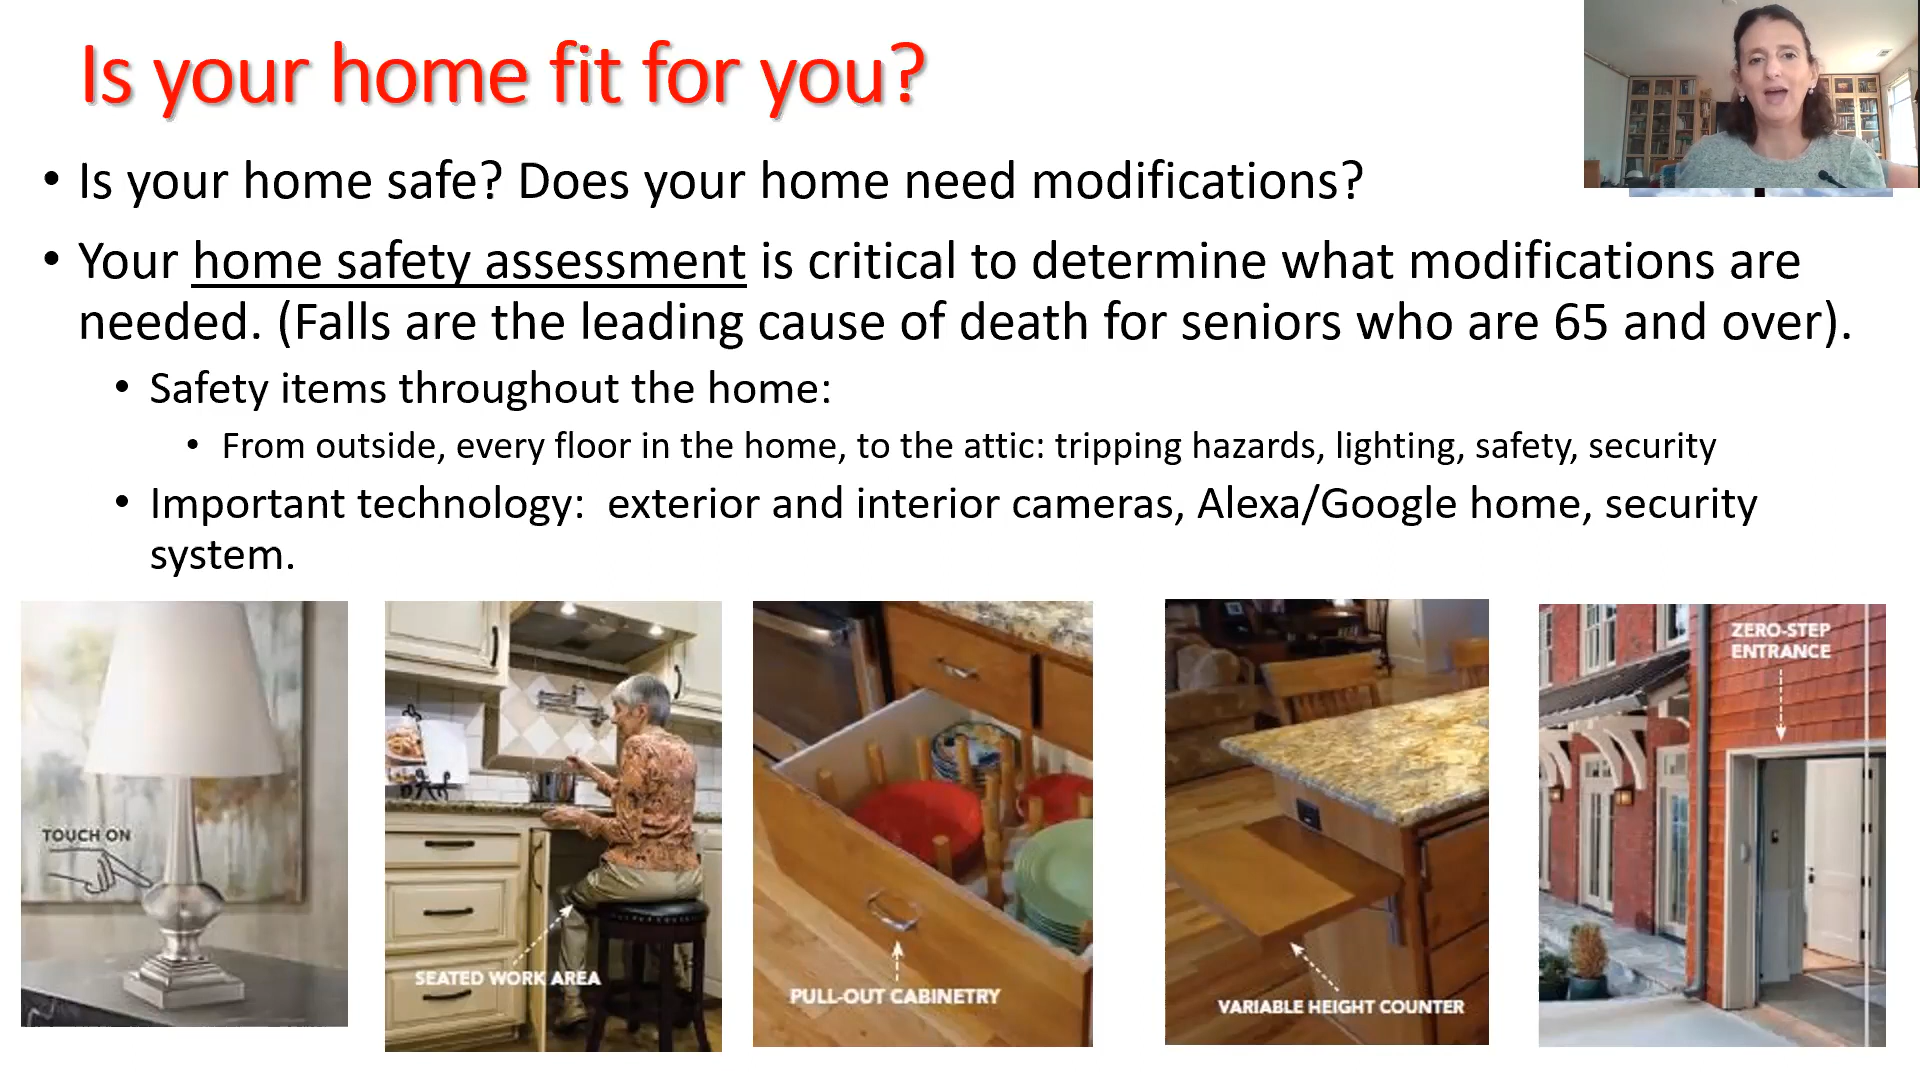 Is your home fit for you?
• Is your home safe? Does your home need modifications?
• Your home safety assessment is critical to determine what modifications are
needed. (Falls are the leading cause of death for seniors who are 65 and over).
• Safety items throughout the home:
• From outside, every floor in the home, to the attic: tripping hazards, lighting, safety, security
• Important technology:  exterior and interior cameras, Alexa/Google home, security
system.
TOUCH ON
SEATED WORK AREA
PULL-OUT CABINETRY
VARIABLE HEIGHT COUNTER
ZERO-STEP
ENTRANCE